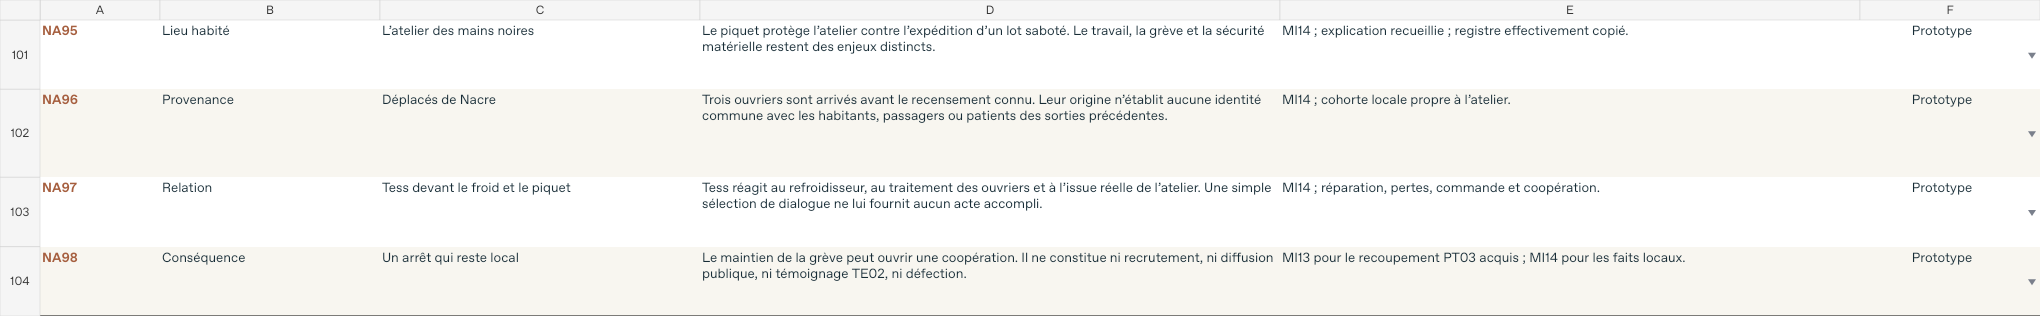 A B C D E F
101 NA95 Lieu habité L’atelier des mains noires Le piquet protège l’atelier contre l’expédition d’un lot saboté. Le travail, la grève et la sécurité MI14 ; explication recueillie ; registre effectivement copié. Prototype
matérielle restent des enjeux distincts.
102 NA96 Provenance Déplacés de Nacre Trois ouvriers sont arrivés avant le recensement connu. Leur origine n’établit aucune identité MI14 ; cohorte locale propre à l’atelier. Prototype
commune avec les habitants, passagers ou patients des sorties précédentes.
103 NA97 Relation Tess devant le froid et le piquet Tess réagit au refroidisseur, au traitement des ouvriers et à l’issue réelle de l’atelier. Une simple MI14 ; réparation, pertes, commande et coopération. Prototype
sélection de dialogue ne lui fournit aucun acte accompli.
104 NA98 Conséquence Un arrêt qui reste local Le maintien de la grève peut ouvrir une coopération. Il ne constitue ni recrutement, ni diffusion MI13 pour le recoupement PT03 acquis ; MI14 pour les faits locaux. Prototype
publique, ni témoignage TE02, ni défection.